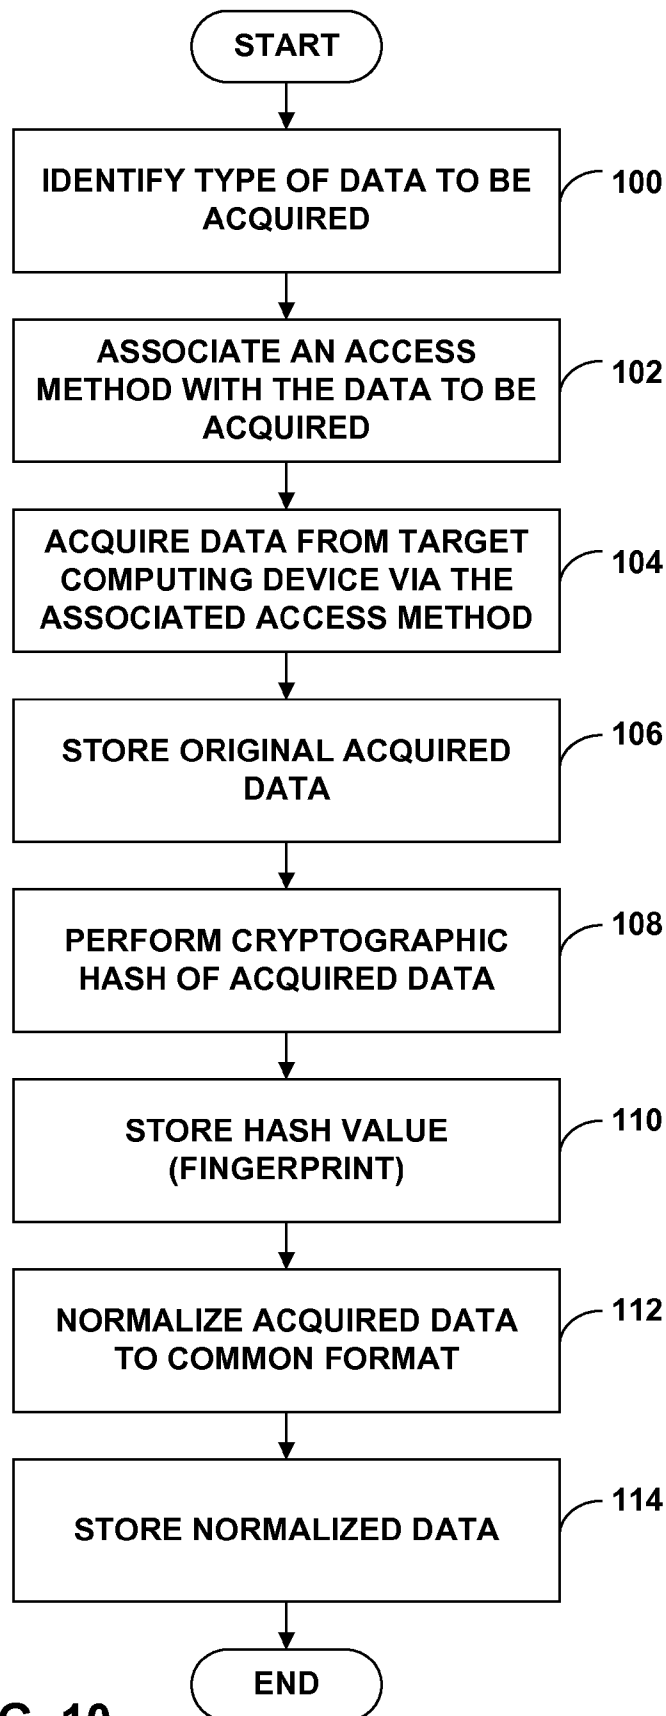 START
IDENTIFY TYPE OF DATA TO BE
ACQUIRED
100
ASSOCIATE AN ACCESS
METHOD WITH THE DATA TO BE
ACQUIRED
102
ACQUIRE DATA FROM TARGET
COMPUTING DEVICE VIA THE
ASSOCIATED ACCESS METHOD
104
STORE ORIGINAL ACQUIRED
DATA
106
PERFORM CRYPTOGRAPHIC
HASH OF ACQUIRED DATA
108
STORE HASH VALUE
(FINGERPRINT)
110
NORMALIZE ACQUIRED DATA
TO COMMON FORMAT
112
STORE NORMALIZED DATA
114
END